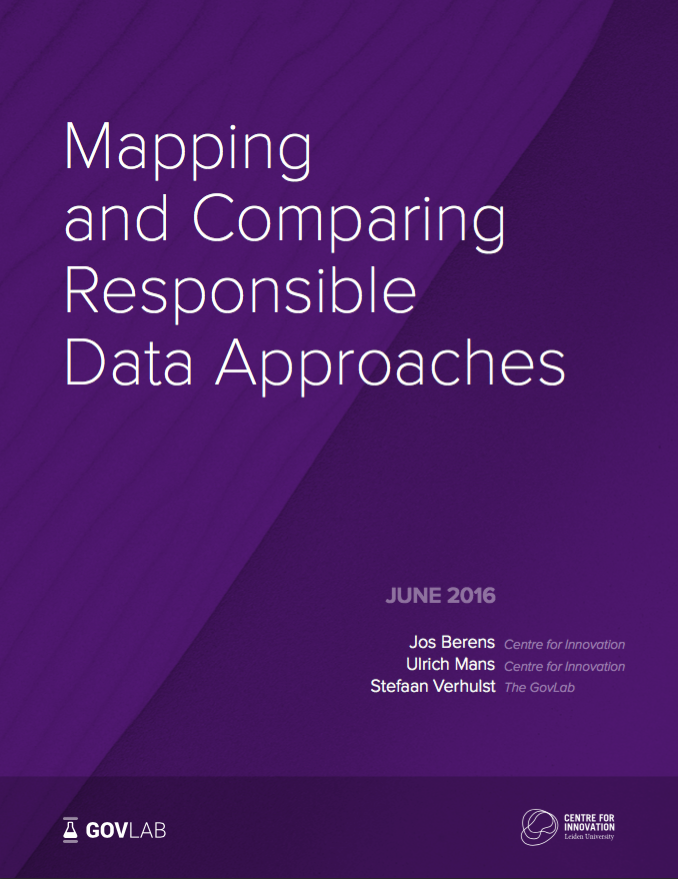 Mapping
and Comparing
Responsible
Data Approaches
JUNE 2016
Jos Berens Centre for Innovation
Ulrich Mans Centre for Innovation
Stefaan Verhulst The GovLab
GOVLAB
CENTRE FOR
INNOVATION
Leiden University